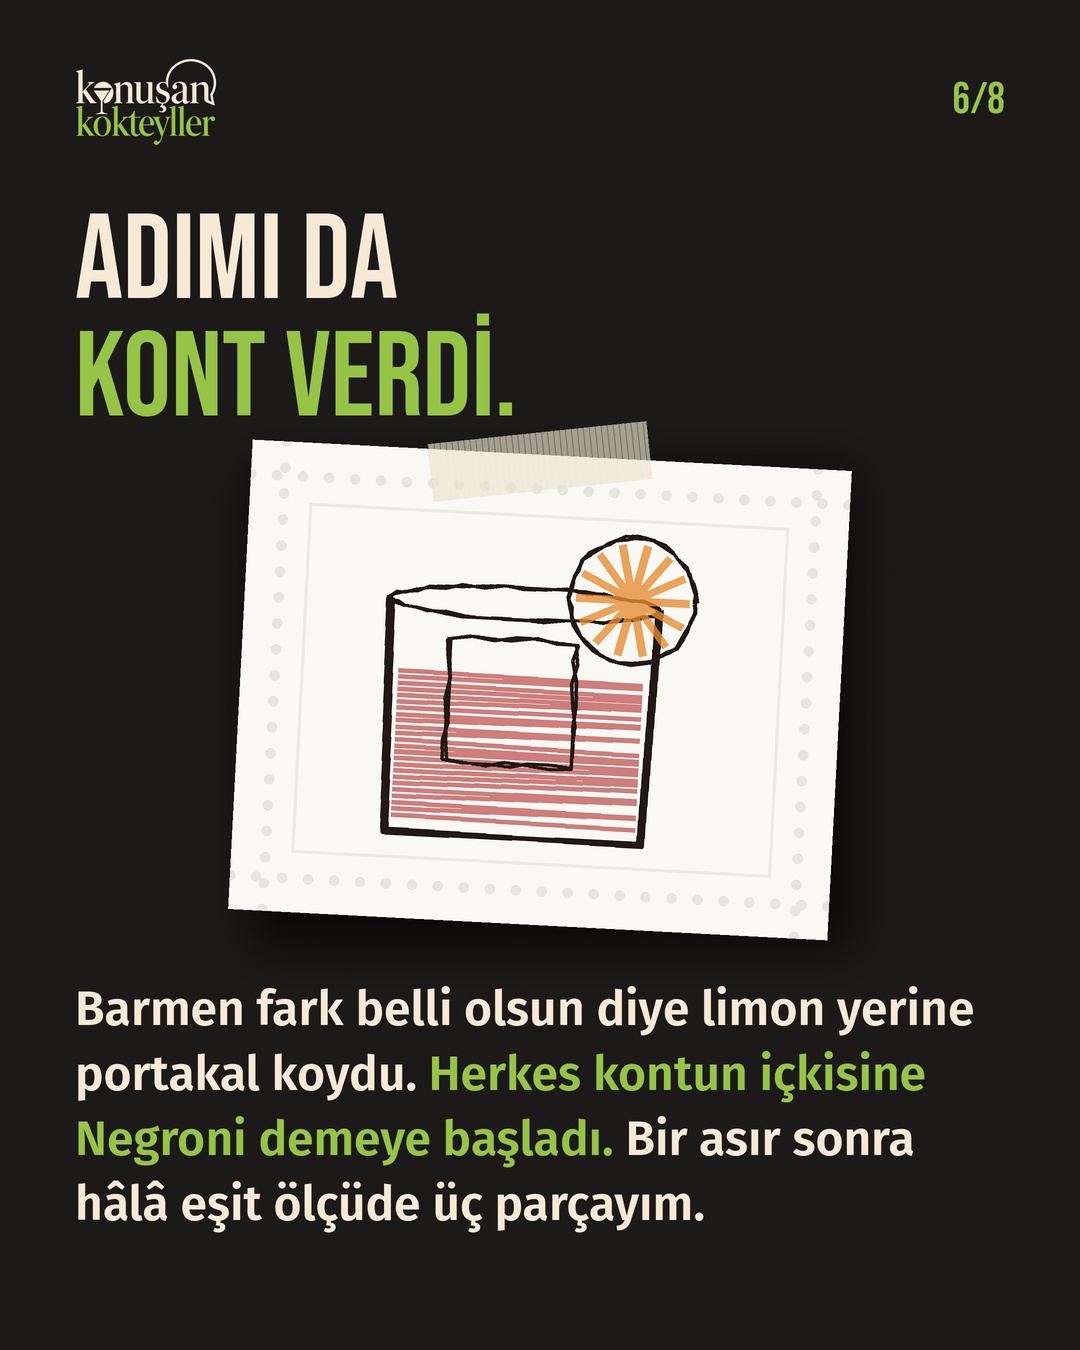 konuşan
kokteyller
6/8
ADIMI DA
KONT VERDİ.
Barmen fark belli olsun diye limon yerine
portakal koydu. Herkes kontun içkisine
Negroni demeye başladı. Bir asır sonra
hâlâ eşit ölçüde üç parçayım.